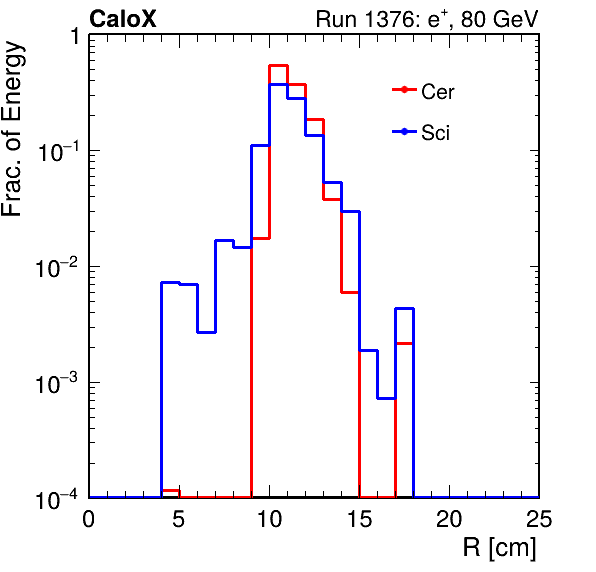 CaloX Run 1376: e⁺, 80 GeV
Frac. of Energy
1
10⁻¹
10⁻²
10⁻³
10⁻⁴
Cer
Sci
0 5 10 15 20 25
R [cm]